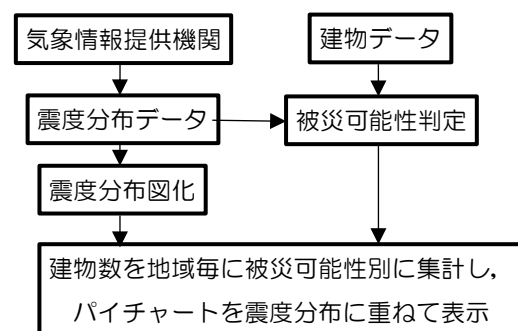 気象情報提供機関
建物データ
震度分布データ
被災可能性判定
震度分布図化
建物数を地域毎に被災可能性別に集計し,
パイチャートを震度分布に重ねて表示